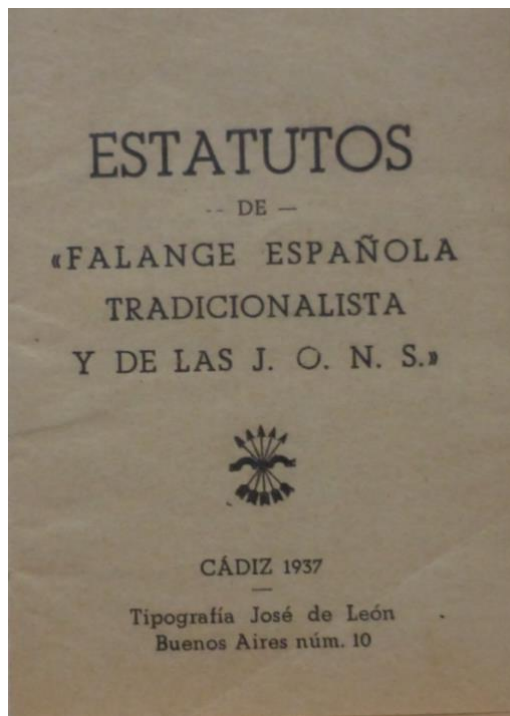 ESTATUTOS
-- DE —
«FALANGE ESPAÑOLA
TRADICIONALISTA
Y DE LAS J. O. N. S.»
CÁDIZ 1937
—
Tipografía José de León
Buenos Aires núm. 10